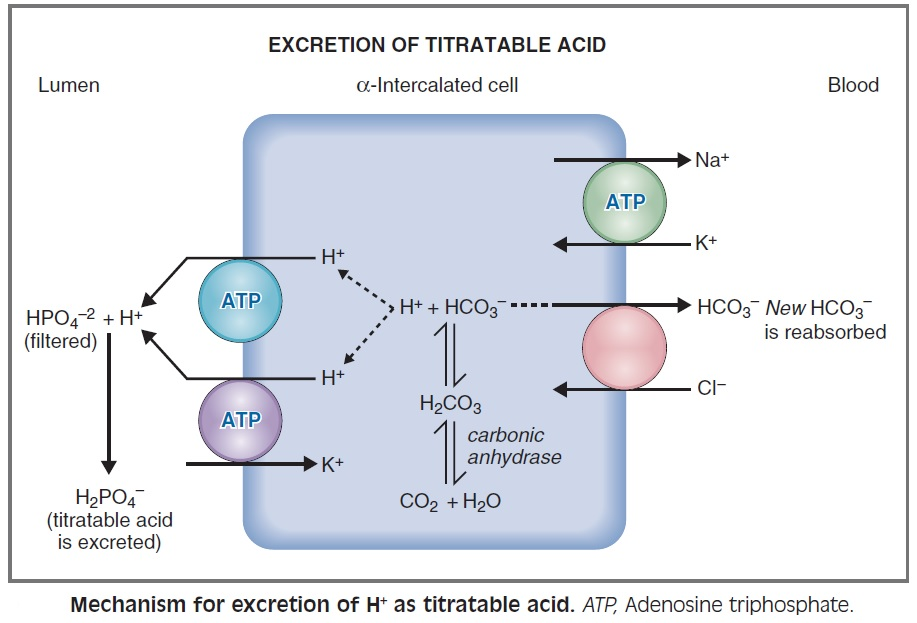 EXCRETION OF TITRATABLE ACID
Lumen
α-Intercalated cell
Blood
Na⁺
ATP
K⁺
H⁺
ATP
HPO₄⁻² + H⁺
(filtered)
H⁺ + HCO₃⁻
HCO₃⁻ New HCO₃⁻
is reabsorbed
H⁺
Cl⁻
ATP
H₂CO₃
carbonic
anhydrase
K⁺
H₂PO₄⁻
(titratable acid
is excreted)
CO₂ + H₂O
Mechanism for excretion of H⁺ as titratable acid. ATP, Adenosine triphosphate.